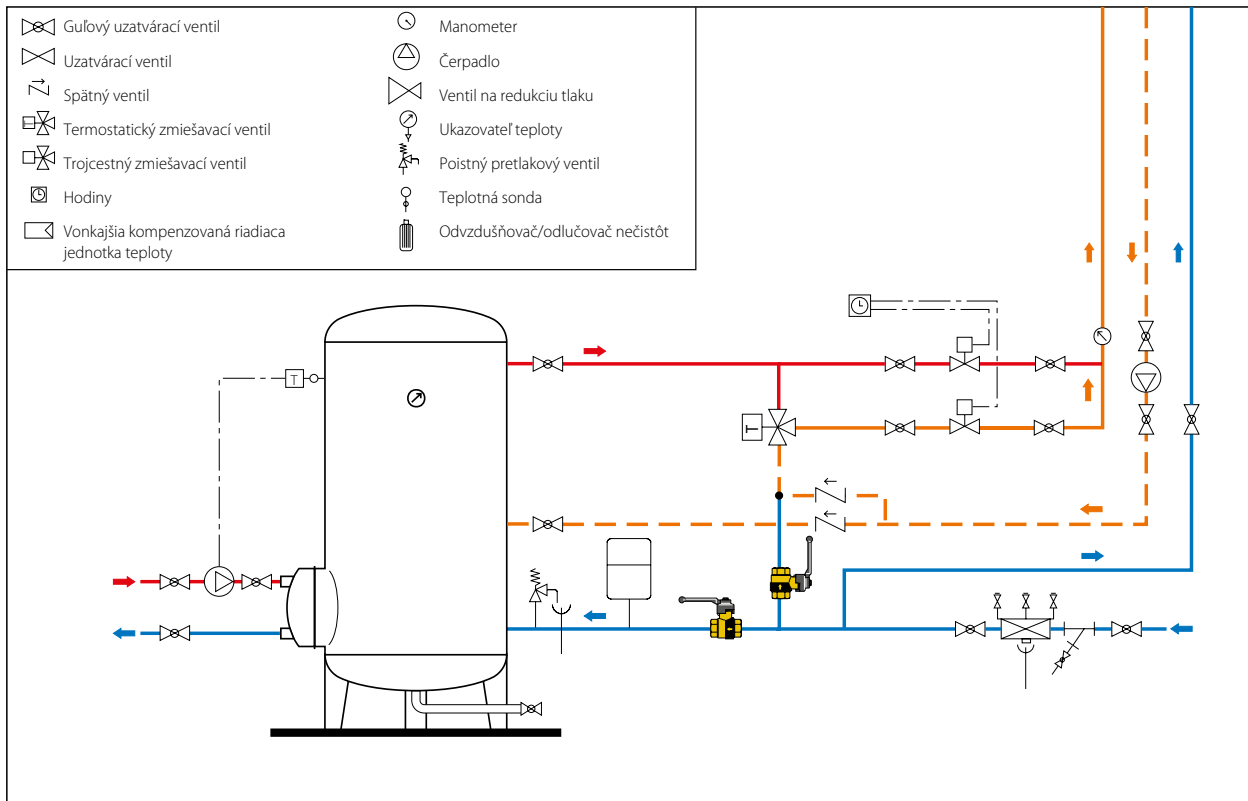 Guľový uzatvárací ventil
Uzatvárací ventil
Spätný ventil
Termostatický zmiešavací ventil
Trojcestný zmiešavací ventil
Hodiny
Vonkajšia kompenzovaná riadiaca
jednotka teploty
Manometer
Čerpadlo
Ventil na redukciu tlaku
Ukazovateľ teploty
Poistný pretlakový ventil
Teplotná sonda
Odvzdušňovač/odlučovač nečistôt
T
T